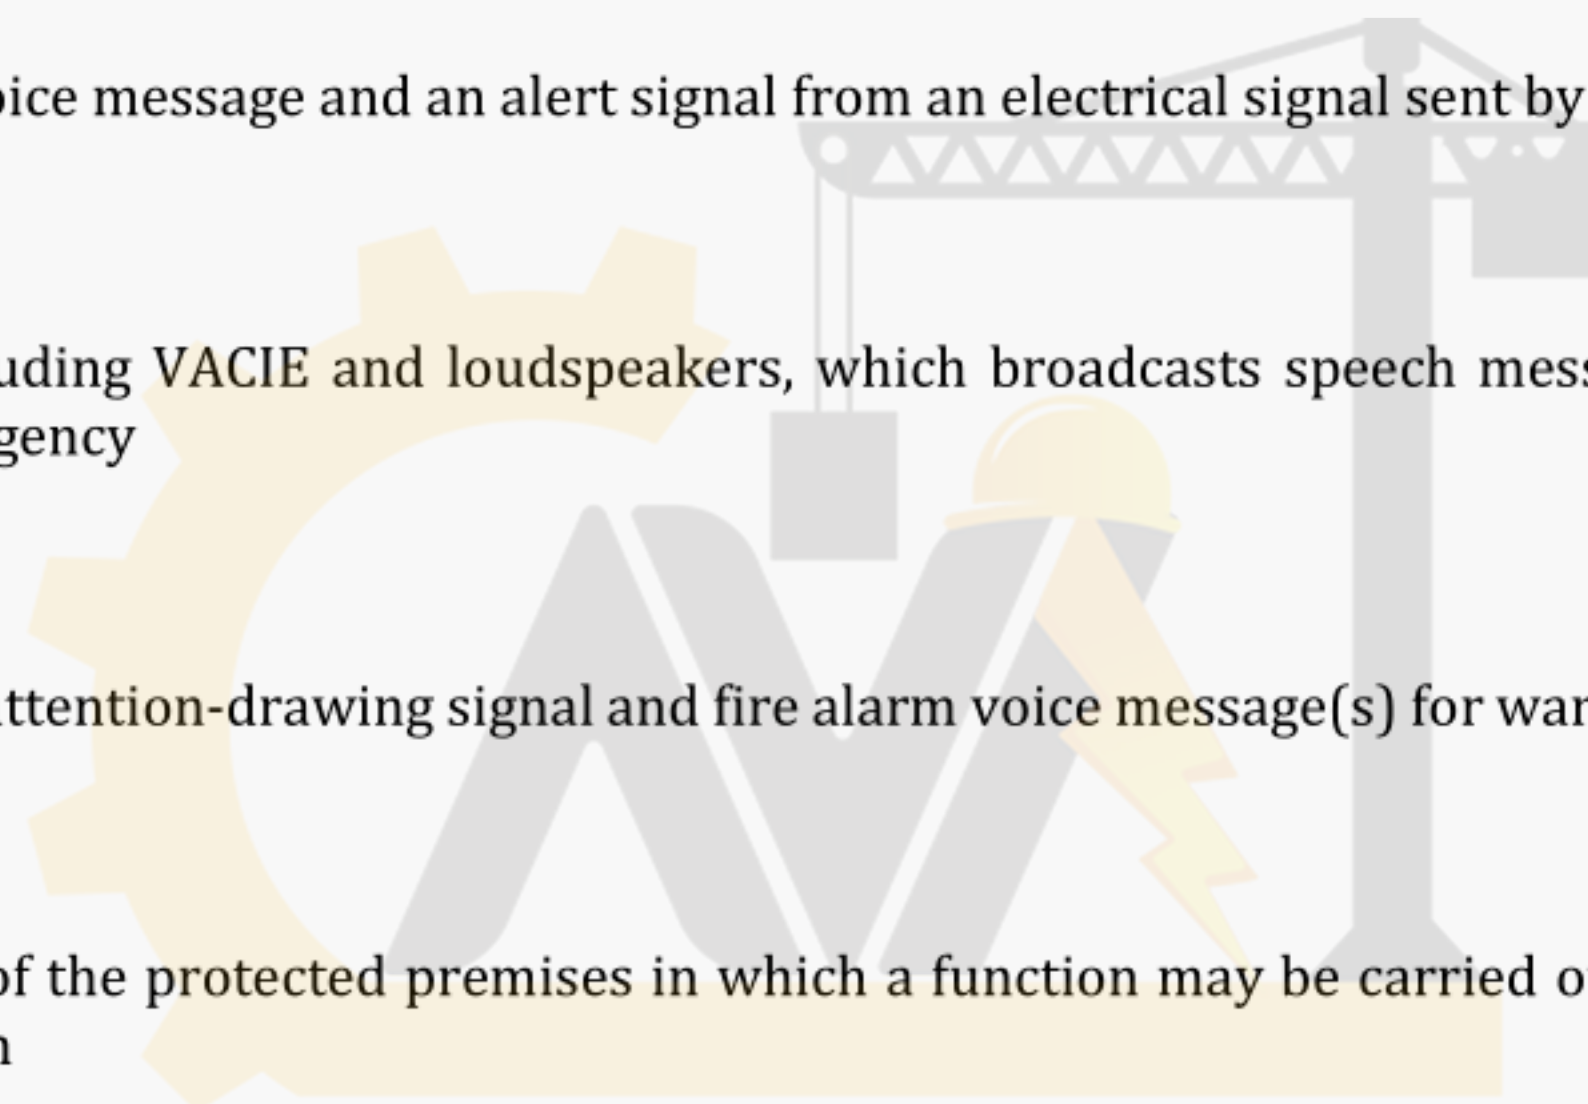 oice message and an alert signal from an electrical signal sent by
uding VACIE and loudspeakers, which broadcasts speech mess
gency
ttention-drawing signal and fire alarm voice message(s) for war
of the protected premises in which a function may be carried o
n